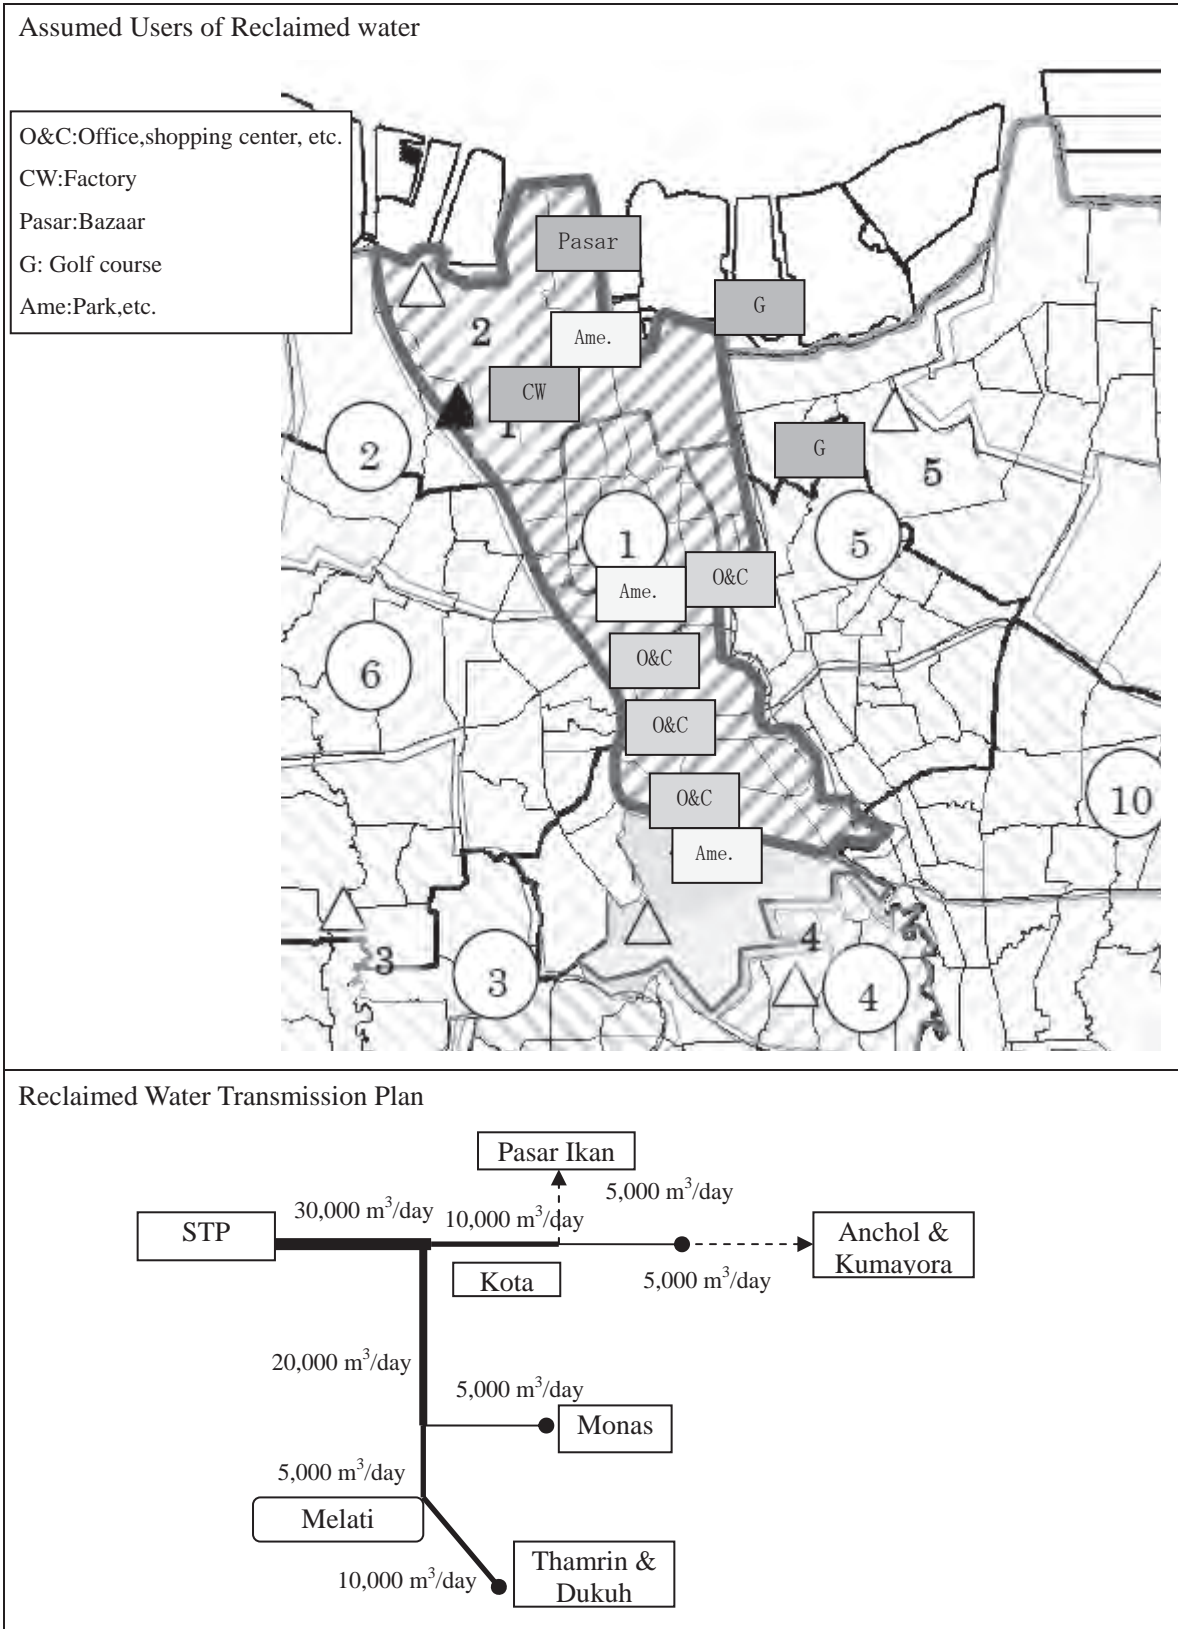 Assumed Users of Reclaimed water
O&C:Office,shopping center, etc.
CW:Factory
Pasar:Bazaar
G: Golf course
Ame:Park,etc.
Pasar
G
2
Ame.
CW
1
2
G
5
1
5
Ame.
O&C
O&C
6
O&C
O&C
10
Ame.
4
3
3
4
Reclaimed Water Transmission Plan
Pasar Ikan
5,000 m³/day
30,000 m³/day
10,000 m³/day
STP
Anchol &
Kumayora
Kota
5,000 m³/day
20,000 m³/day
5,000 m³/day
Monas
5,000 m³/day
Melati
Thamrin &
Dukuh
10,000 m³/day